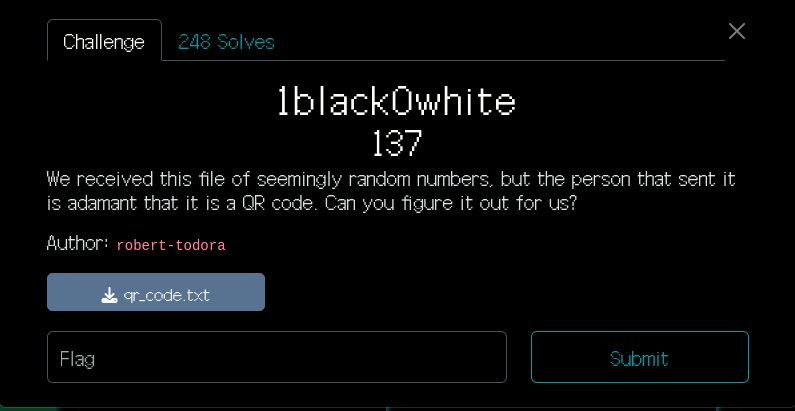 Challenge
248 Solves
1black0white
137
We received this file of seemingly random numbers, but the person that sent it
is adamant that it is a QR code. Can you figure it out for us?
Author: robert-todora
qr_code.txt
Flag
Submit